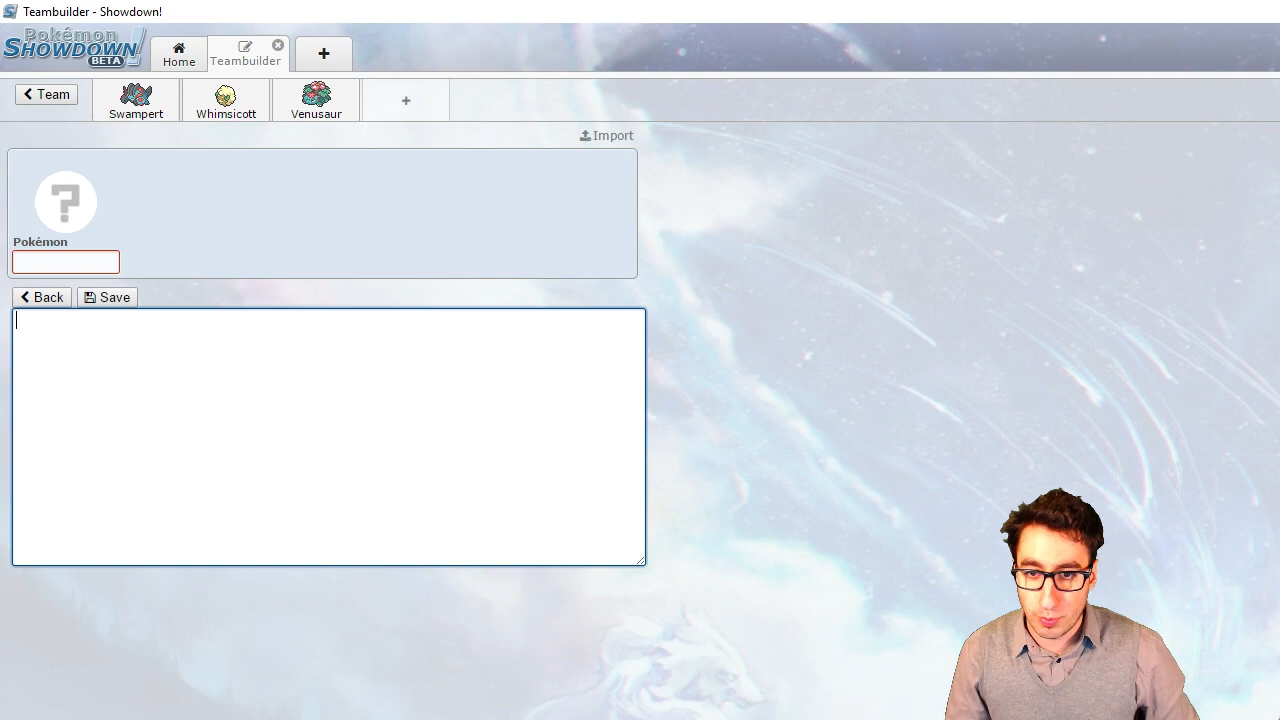 Teambuilder - Showdown!
Pokémon
SHOWDOWN!
BETA
Home
Teambuilder
Team
Swampert
Whimsicott
Venusaur
Import
Pokémon
Back
Save